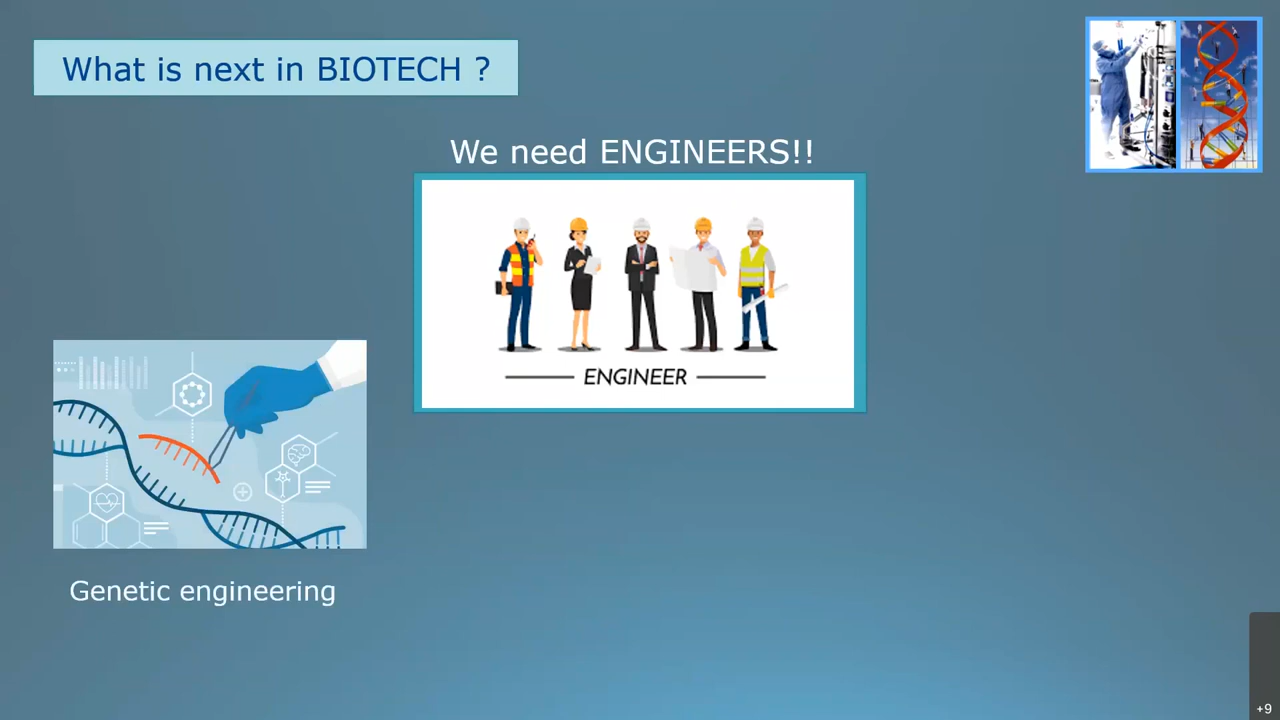 What is next in BIOTECH ?
We need ENGINEERS!!
ENGINEER
Genetic engineering
+9